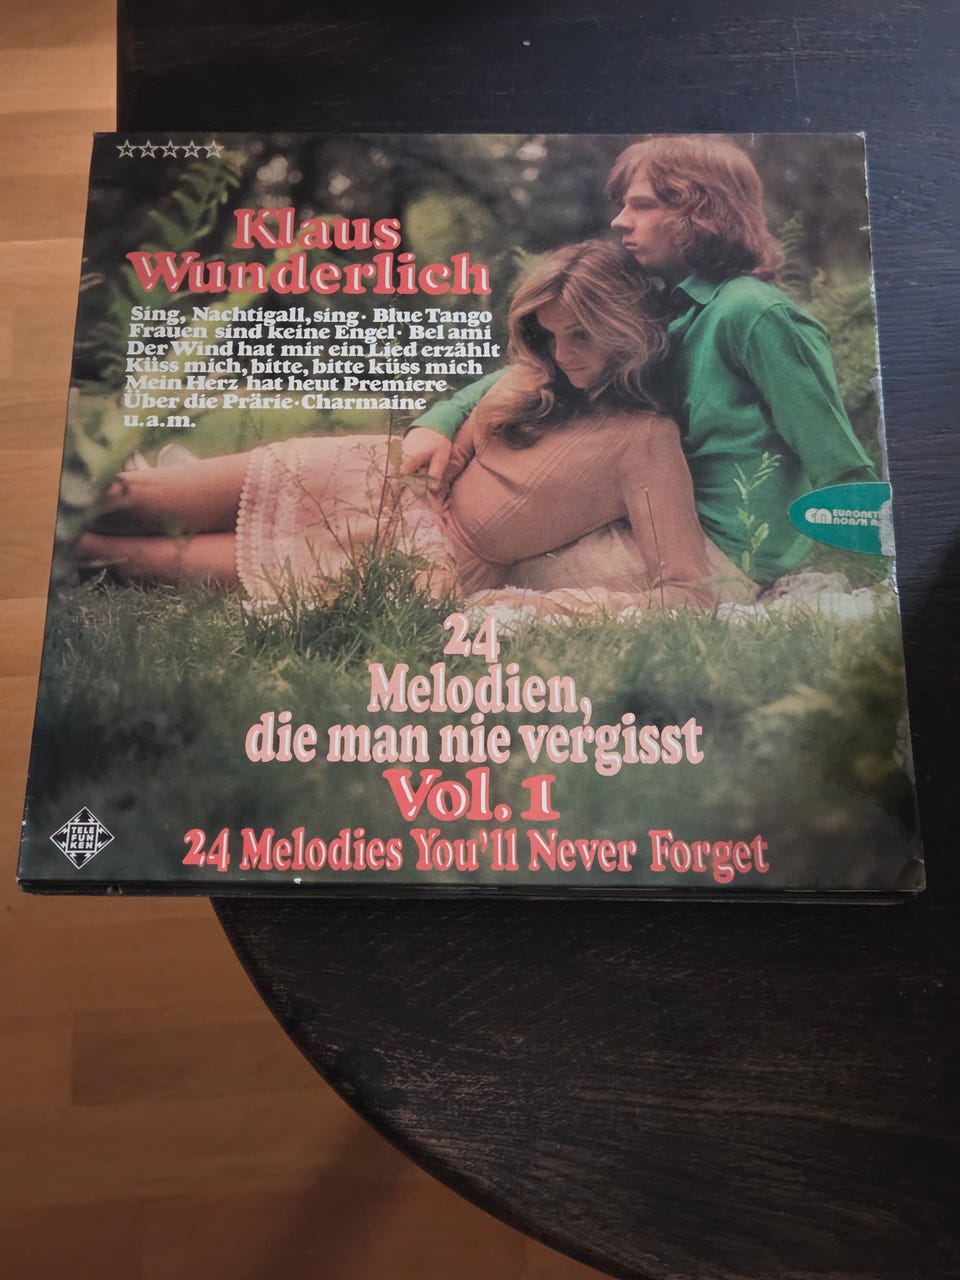 Klaus
Wunderlich
Sing, Nachtigall, sing · Blue Tango
Frauen sind keine Engel · Bel ami
Der Wind hat mir ein Lied erzählt
Küss mich, bitte, bitte küss mich
Mein Herz hat heut Premiere
Über die Prärie · Charmaine
u.a.m.
EURONET
NORSK A
24
Melodien,
die man nie vergisst
Vol. 1
24 Melodies You'll Never Forget
TELE
FUN
KEN